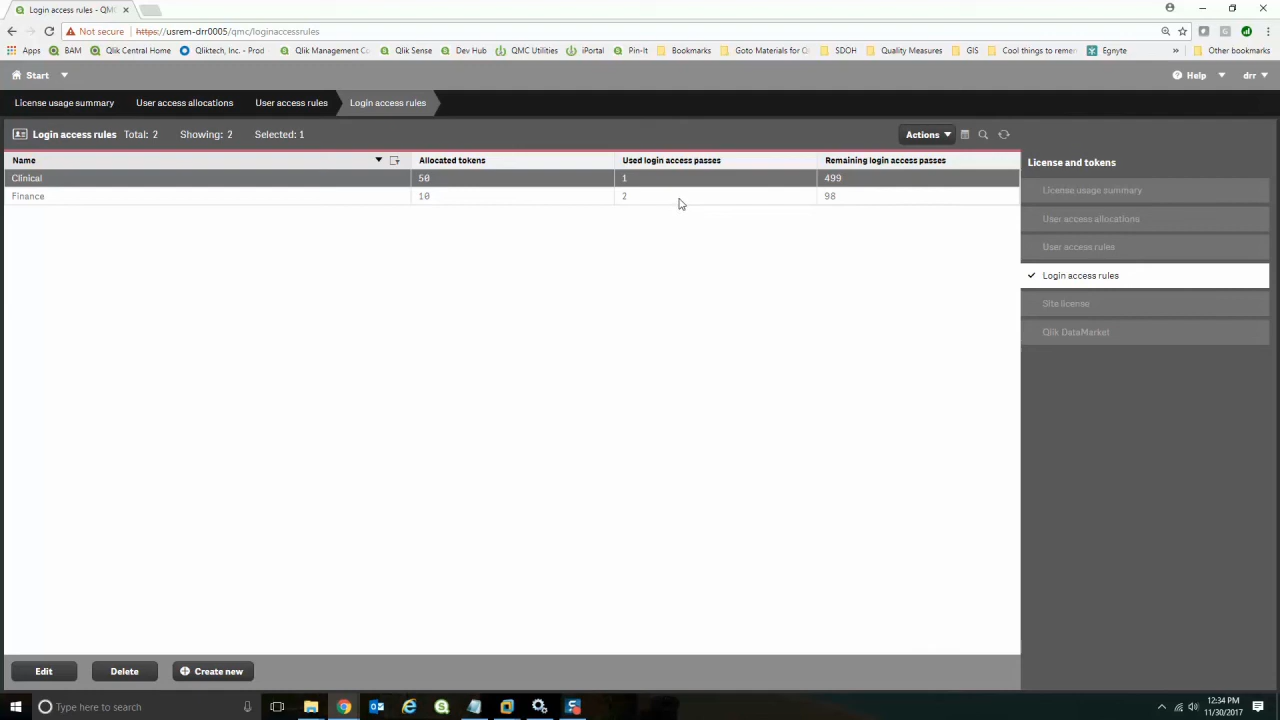 Login access rules - QMC
Not secure https://usrem-drr0005/qmc/loginaccessrules
Apps BAM Qlik Central Home Qliktech, Inc. - Prod Qlik Management Co Qlik Sense Dev Hub QMC Utilities iPortal Pin-It Bookmarks Goto Materials for Q SDOH Quality Measures GIS Cool things to remem Egnyte » Other bookmarks
Start Help drr
License usage summary User access allocations User access rules Login access rules
Login access rules Total: 2 Showing: 2 Selected: 1 Actions
Name Allocated tokens Used login access passes Remaining login access passes
Clinical 50 1 499
Finance 10 2 98
License and tokens
License usage summary
User access allocations
User access rules
Login access rules
Site license
Qlik DataMarket
Edit Delete Create new
Type here to search
12:34 PM
11/30/2017